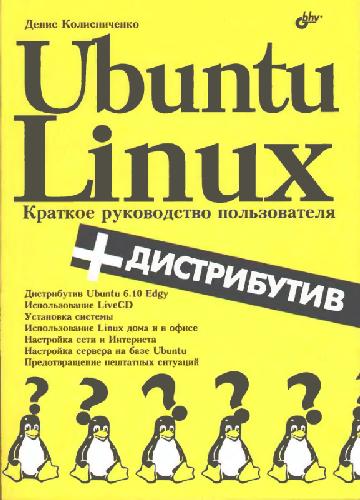 Денис Колисниченко
bhv®
Ubuntu
Linux
Краткое руководство пользователя
+ ДИСТРИБУТИВ
Дистрибутив Ubuntu 6.10 Edgy
Использование LiveCD
Установка системы
Использование Linux дома и в офисе
Настройка сети и Интернета
Настройка сервера на базе Ubuntu
Предотвращение нештатных ситуаций
? ? ? ? ? ?